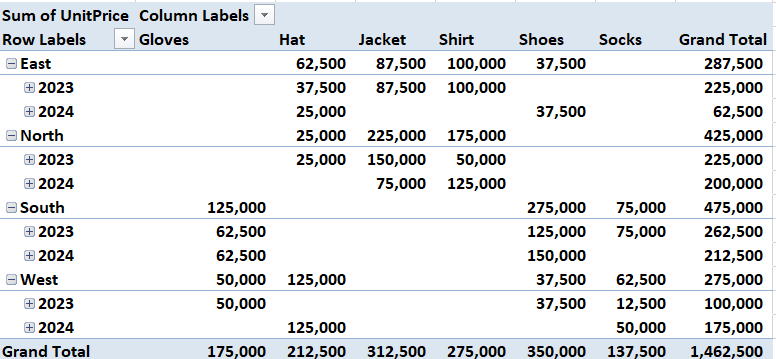 Sum of UnitPrice Column Labels
Row Labels Gloves Hat Jacket Shirt Shoes Socks Grand Total
East 62,500 87,500 100,000 37,500 287,500
2023 37,500 87,500 100,000 225,000
2024 25,000 37,500 62,500
North 25,000 225,000 175,000 425,000
2023 25,000 150,000 50,000 225,000
2024 75,000 125,000 200,000
South 125,000 275,000 75,000 475,000
2023 62,500 125,000 75,000 262,500
2024 62,500 150,000 212,500
West 50,000 125,000 37,500 62,500 275,000
2023 50,000 37,500 12,500 100,000
2024 125,000 50,000 175,000
Grand Total 175,000 212,500 312,500 275,000 350,000 137,500 1,462,500